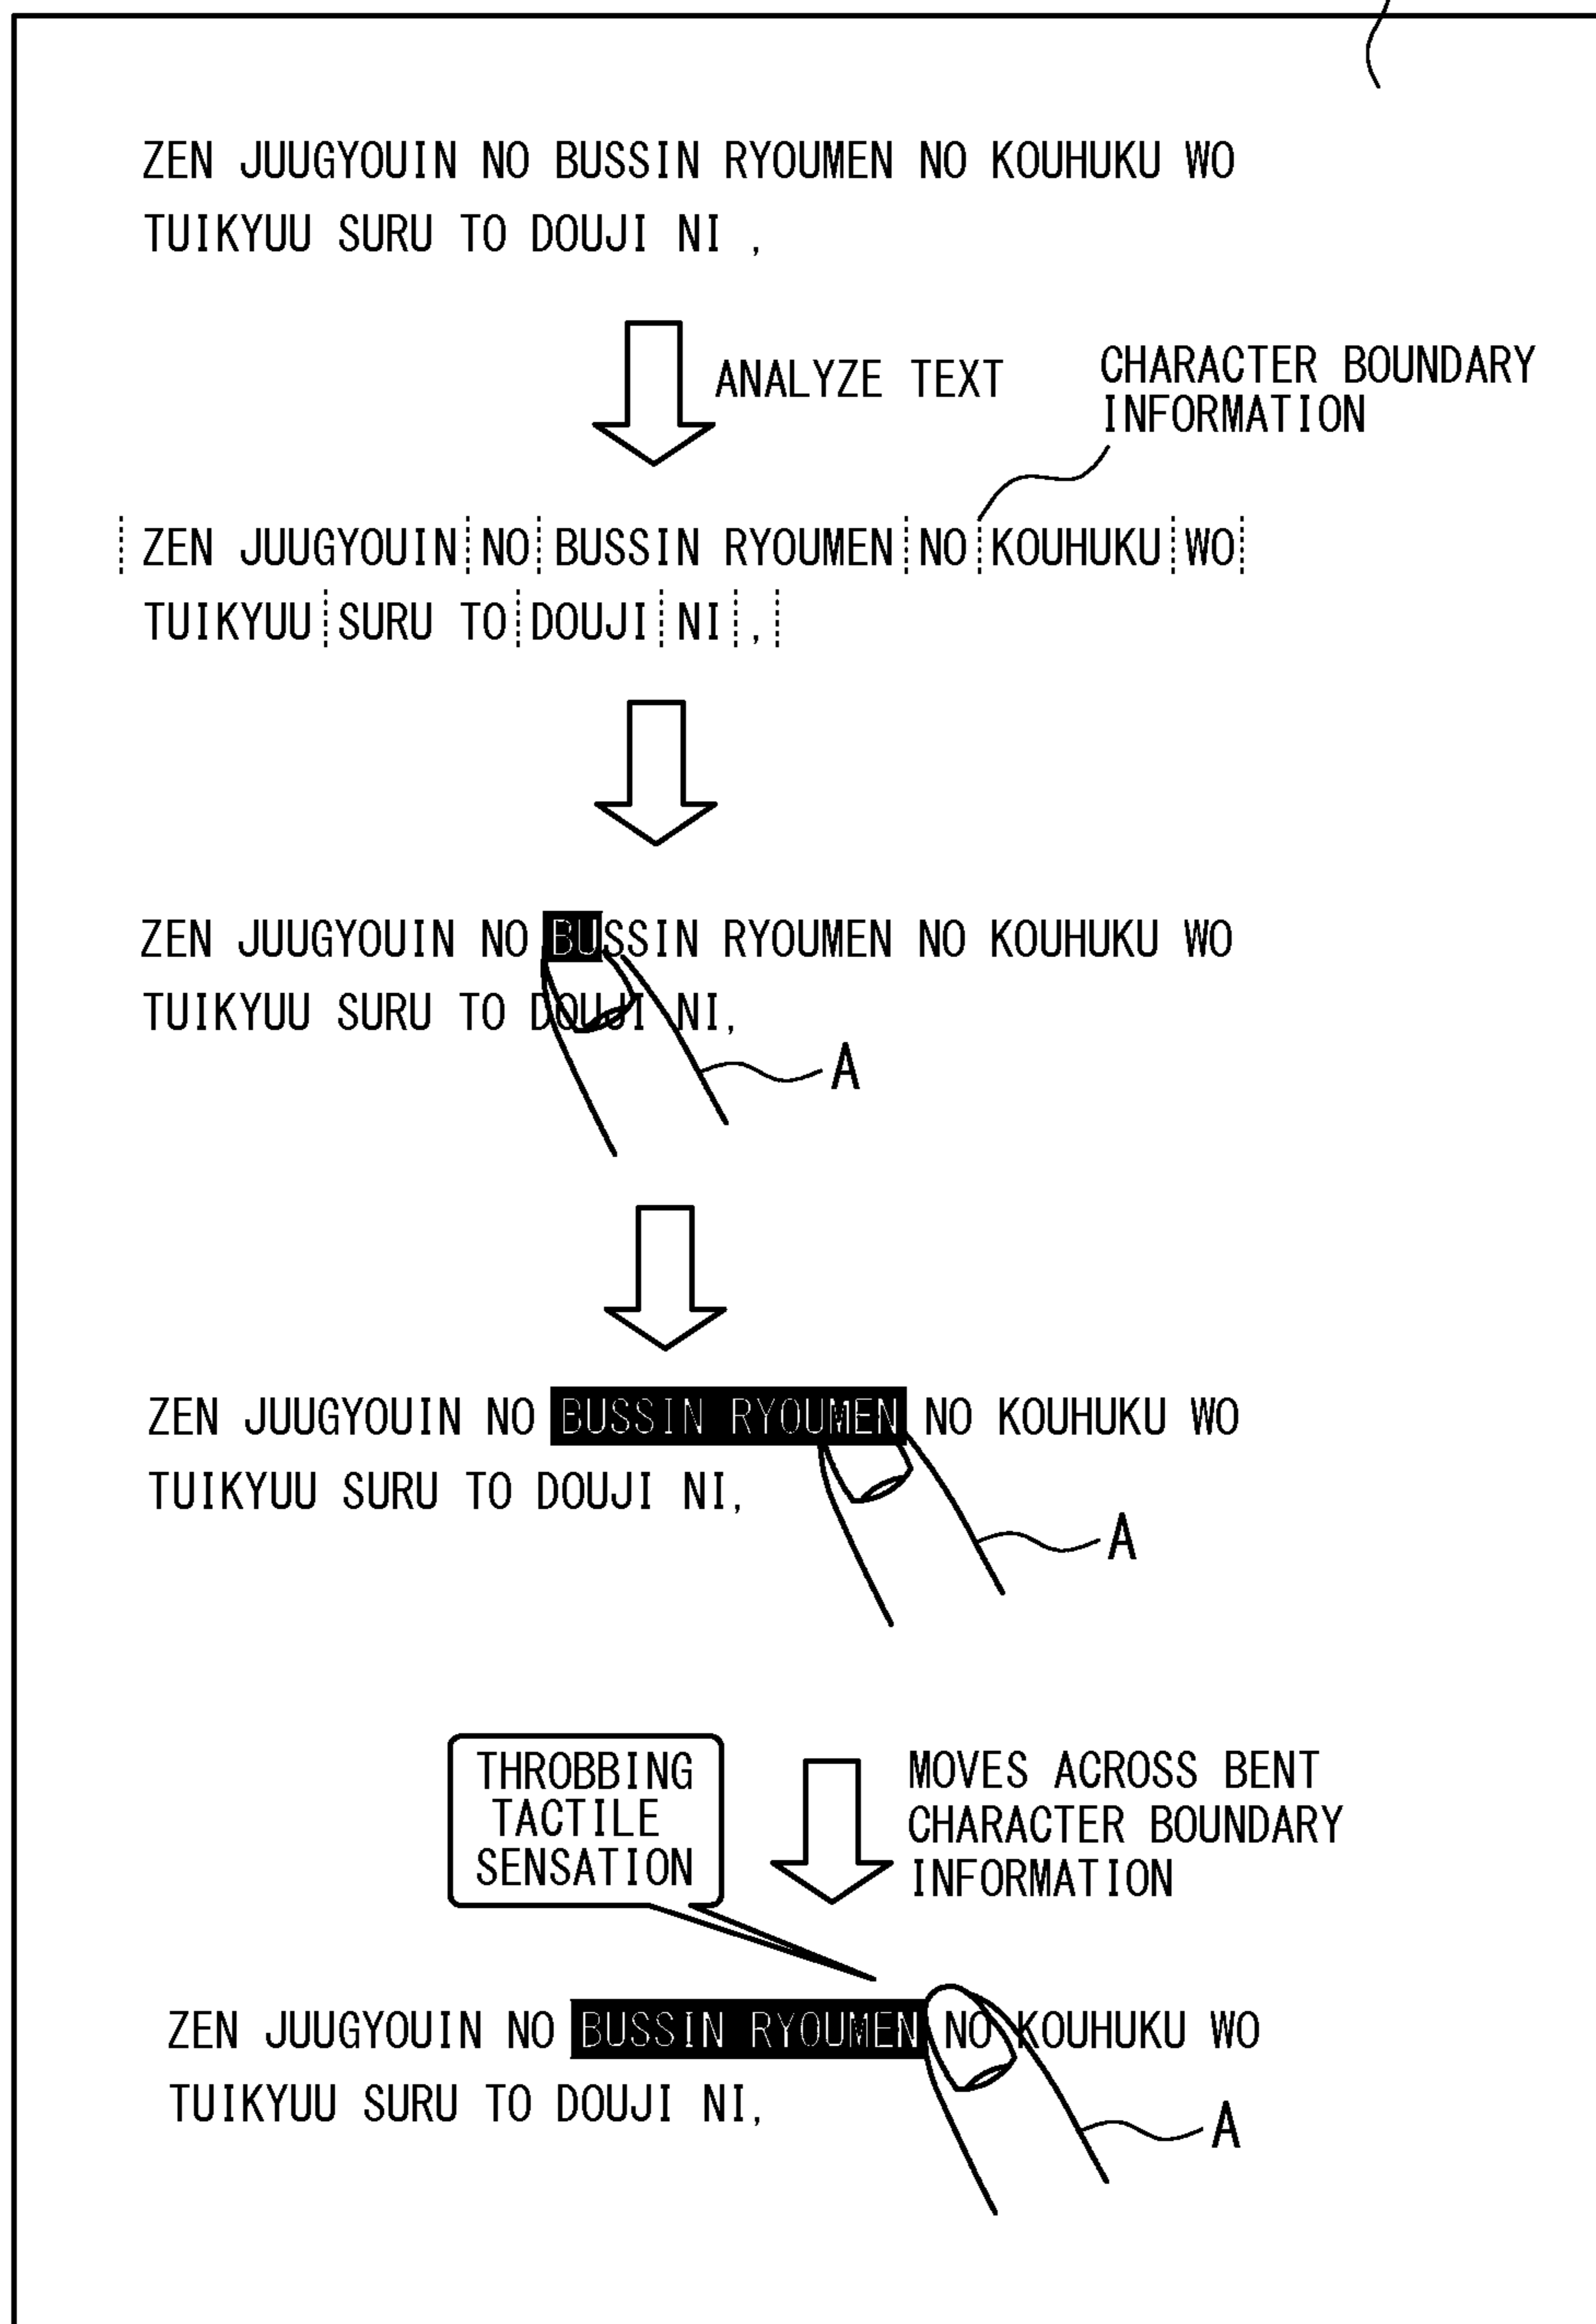 ZEN JUUGYOUIN NO BUSSIN RYOUMEN NO KOUHUKU WO
TUIKYUU SURU TO DOUJI NI ,
ANALYZE TEXT
CHARACTER BOUNDARY
INFORMATION
ZEN JUUGYOUIN NO BUSSIN RYOUMEN NO KOUHUKU WO
TUIKYUU SURU TO DOUJI NI ,
ZEN JUUGYOUIN NO BUSSIN RYOUMEN NO KOUHUKU WO
TUIKYUU SURU TO DOUJI NI,
A
ZEN JUUGYOUIN NO BUSSIN RYOUMEN NO KOUHUKU WO
TUIKYUU SURU TO DOUJI NI,
A
THROBBING
TACTILE
SENSATION
MOVES ACROSS BENT
CHARACTER BOUNDARY
INFORMATION
ZEN JUUGYOUIN NO BUSSIN RYOUMEN NO KOUHUKU WO
TUIKYUU SURU TO DOUJI NI,
A